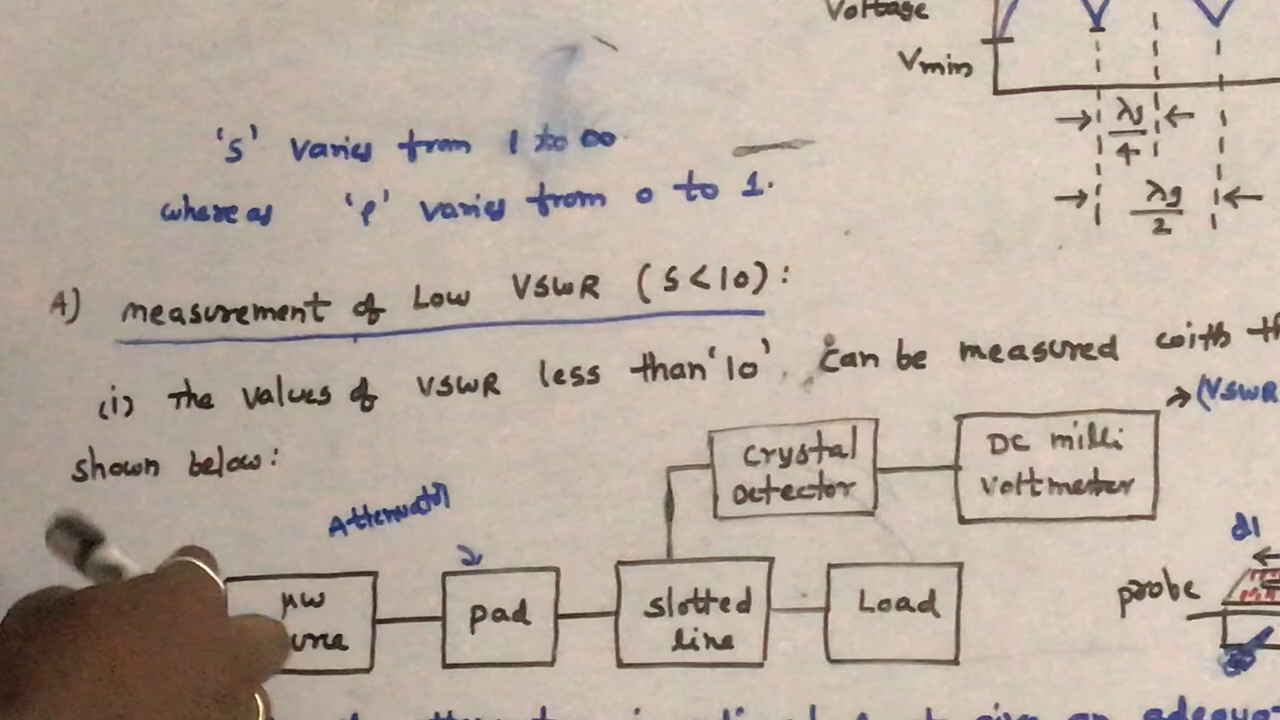 Voltage
Vmin
λg/4
λg/2
's' varies from 1 to ∞
whereas 'ρ' varies from 0 to 1.
A) measurement of Low VSWR (S<10):
(i) The values of VSWR less than '10', can be measured with
→ (VSWR
shown below:
Crystal
Detector
DC milli
Voltmeter
Attenuator
μw
pad
slotted
line
Load
probe
d1